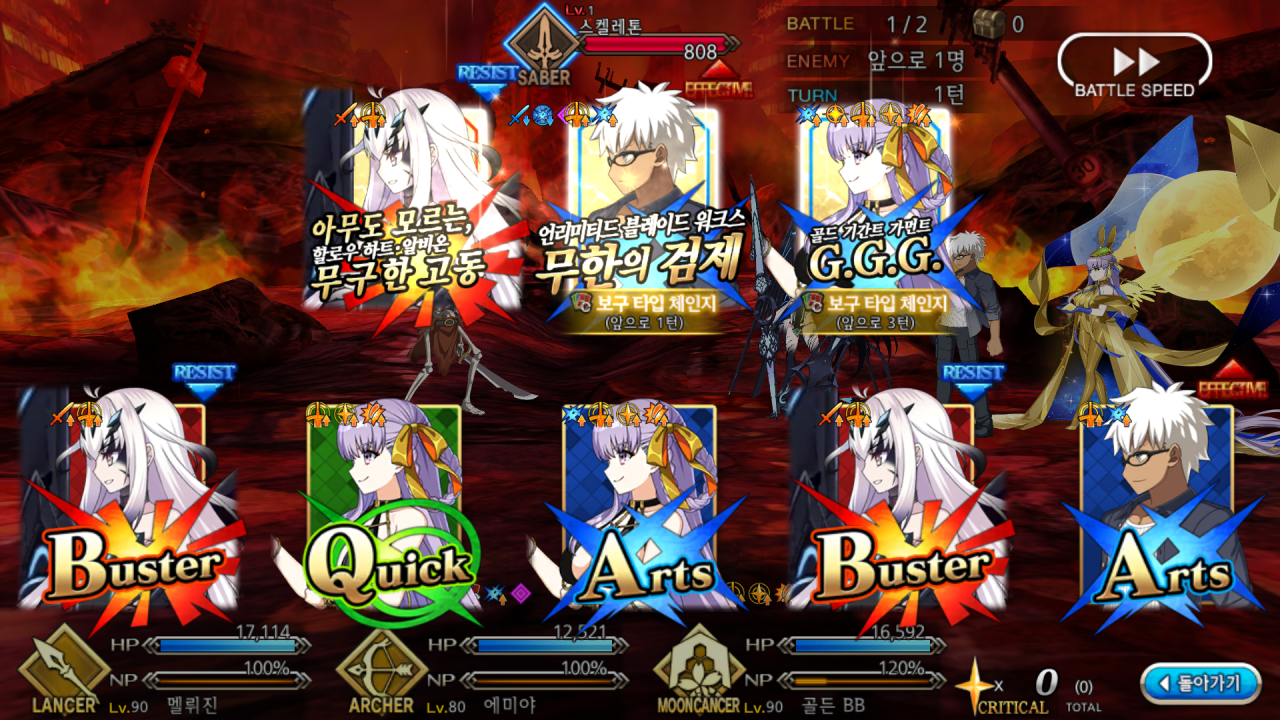 Lv. 1
스켈레톤
808
SABER
BATTLE 1/2 0
ENEMY 앞으로 1명
TURN 1턴
BATTLE SPEED
RESIST
EFFECTIVE
아무도 모르는,
할로우 하트·알비온
무구한 고동
언리미티드 블레이드 워크스
무한의 검제
보구 타입 체인지
(앞으로 1턴)
골드 기간트 가먼트
G.G.G.
보구 타입 체인지
(앞으로 3턴)
RESIST
RESIST
EFFECTIVE
Buster
Quick
Arts
Buster
Arts
HP 17,114
NP 100%
LANCER Lv.90 멜뤼진
HP 12,521
NP 100%
ARCHER Lv.80 에미야
HP 16,592
NP 120%
MOONCANCER Lv.90 골든 BB
x 0 (0)
CRITICAL TOTAL
돌아가기